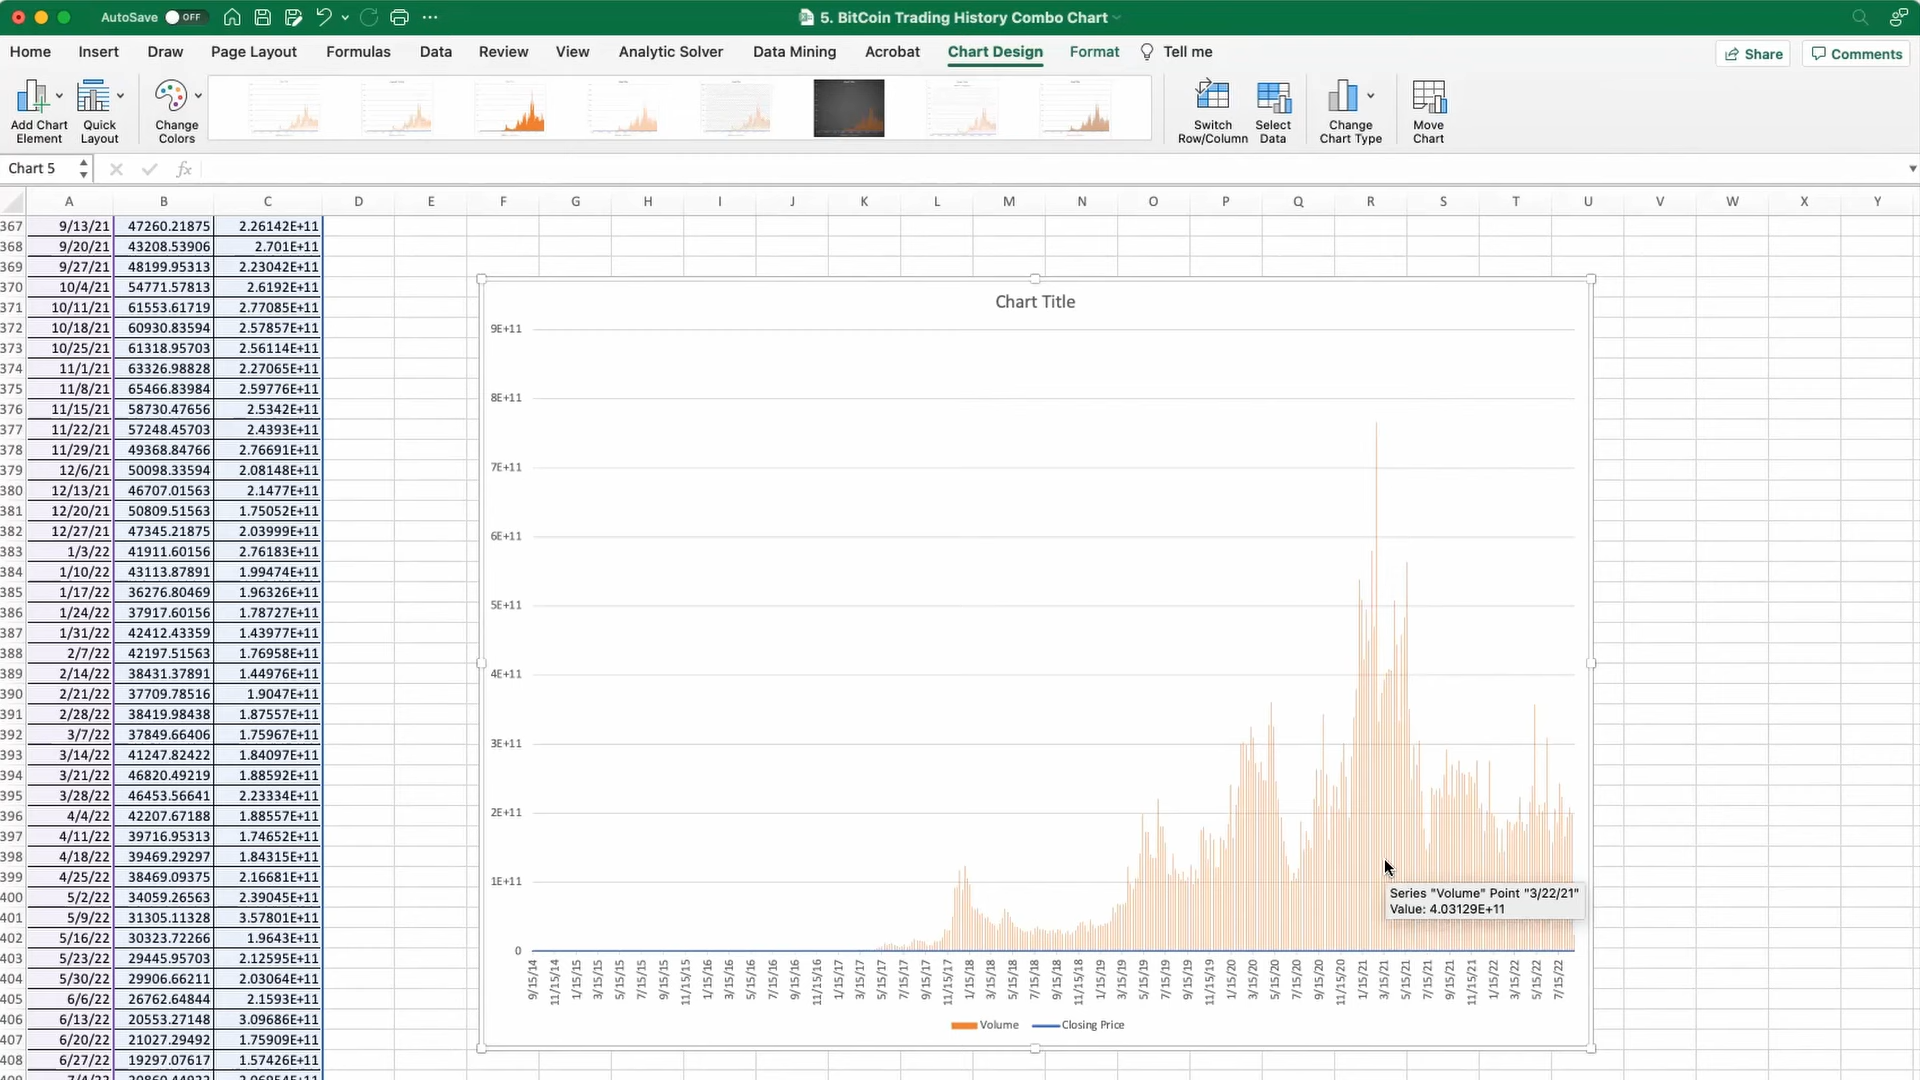 AutoSave OFF
5. BitCoin Trading History Combo Chart
Home Insert Draw Page Layout Formulas Data Review View Analytic Solver Data Mining Acrobat Chart Design Format Tell me
Share Comments
Add Chart Element
Quick Layout
Change Colors
Switch Row/Column
Select Data
Change Chart Type
Move Chart
Chart 5
fx
A B C D E F G H I J K L M N O P Q R S T U V W X Y
367 9/13/21 47260.21875 2.26142E+11
368 9/20/21 43208.53906 2.701E+11
369 9/27/21 48199.95313 2.23042E+11
370 10/4/21 54771.57813 2.6192E+11
371 10/11/21 61553.61719 2.77085E+11
372 10/18/21 60930.83594 2.57857E+11
373 10/25/21 61318.95703 2.56114E+11
374 11/1/21 63326.98828 2.27065E+11
375 11/8/21 65466.83984 2.59776E+11
376 11/15/21 58730.47656 2.5342E+11
377 11/22/21 57248.45703 2.4393E+11
378 11/29/21 49368.84766 2.76691E+11
379 12/6/21 50098.33594 2.08148E+11
380 12/13/21 46707.01563 2.1477E+11
381 12/20/21 50809.51563 1.75052E+11
382 12/27/21 47345.21875 2.03999E+11
383 1/3/22 41911.60156 2.76183E+11
384 1/10/22 43113.87891 1.99474E+11
385 1/17/22 36276.80469 1.96326E+11
386 1/24/22 37917.60156 1.78727E+11
387 1/31/22 42412.43359 1.43977E+11
388 2/7/22 42197.51563 1.76958E+11
389 2/14/22 38431.37891 1.44976E+11
390 2/21/22 37709.78516 1.9047E+11
391 2/28/22 38419.98438 1.87557E+11
392 3/7/22 37849.66406 1.75967E+11
393 3/14/22 41247.82422 1.84097E+11
394 3/21/22 46820.49219 1.88592E+11
395 3/28/22 46453.56641 2.23334E+11
396 4/4/22 42207.67188 1.88557E+11
397 4/11/22 39716.95313 1.74652E+11
398 4/18/22 39469.29297 1.84315E+11
399 4/25/22 38469.09375 2.16681E+11
400 5/2/22 34059.26563 2.39045E+11
401 5/9/22 31305.11328 3.57801E+11
402 5/16/22 30323.72266 1.9643E+11
403 5/23/22 29445.95703 2.12595E+11
404 5/30/22 29906.66211 2.03064E+11
405 6/6/22 26762.64844 2.1593E+11
406 6/13/22 20553.27148 3.09686E+11
407 6/20/22 21027.29492 1.75909E+11
408 6/27/22 19297.07617 1.57426E+11
Chart Title
9E+11
8E+11
7E+11
6E+11
5E+11
4E+11
3E+11
2E+11
1E+11
0
9/15/14 11/15/14 1/15/15 3/15/15 5/15/15 7/15/15 9/15/15 11/15/15 1/15/16 3/15/16 5/15/16 7/15/16 9/15/16 11/15/16 1/15/17 3/15/17 5/15/17 7/15/17 9/15/17 11/15/17 1/15/18 3/15/18 5/15/18 7/15/18 9/15/18 11/15/18 1/15/19 3/15/19 5/15/19 7/15/19 9/15/19 11/15/19 1/15/20 3/15/20 5/15/20 7/15/20 9/15/20 11/15/20 1/15/21 3/15/21 5/15/21 7/15/21 9/15/21 11/15/21 1/15/22 3/15/22 5/15/22 7/15/22
Series "Volume" Point "3/22/21"
Value: 4.03129E+11
Volume Closing Price